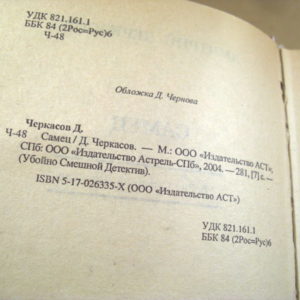 УДК 821.161.1
ББК 84 (2Рос=Рус)6
Ч-48
Обложка Д. Чернова
Черкасов Д.
Ч-48 Самец / Д. Черкасов. — М.: ООО «Издательство АСТ»;
СПб: ООО «Издательство Астрель-СПб», 2004. — 281, [7] с. —
(Убойно Смешной Детектив).
ISBN 5-17-026335-Х (ООО «Издательство АСТ»)
УДК 821.161.1
ББК 84 (2Рос=Рус)6